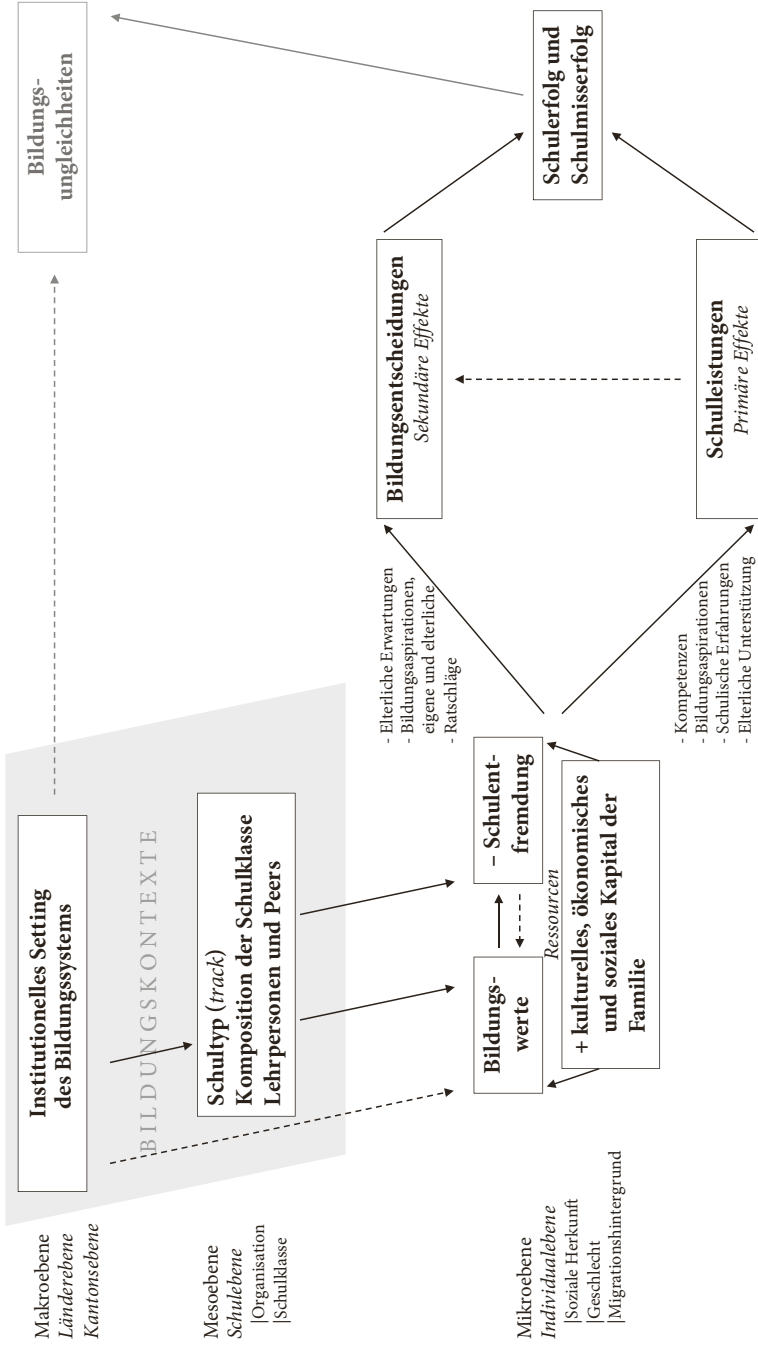 Makroebene
Länderebene
Kantonsebene
Institutionelles Setting
des Bildungssystems
Bildungs-
ungleichheiten
BILDUNGSKONTEXTE
Mesoebene
Schulebene
|Organisation
|Schulklasse
Schultyp (track)
Komposition der Schulklasse
Lehrpersonen und Peers
- Elterliche Erwartungen
- Bildungsaspirationen,
eigene und elterliche
- Ratschläge
Bildungsentscheidungen
Sekundäre Effekte
Mikroebene
Individualebene
|Soziale Herkunft
|Geschlecht
|Migrationshintergrund
Bildungs-
werte
– Schulent-
fremdung
Ressourcen
+ kulturelles, ökonomisches
und soziales Kapital der
Familie
Schulerfolg und
Schulmisserfolg
- Kompetenzen
- Bildungsaspirationen
- Schulische Erfahrungen
- Elterliche Unterstützung
Schulleistungen
Primäre Effekte